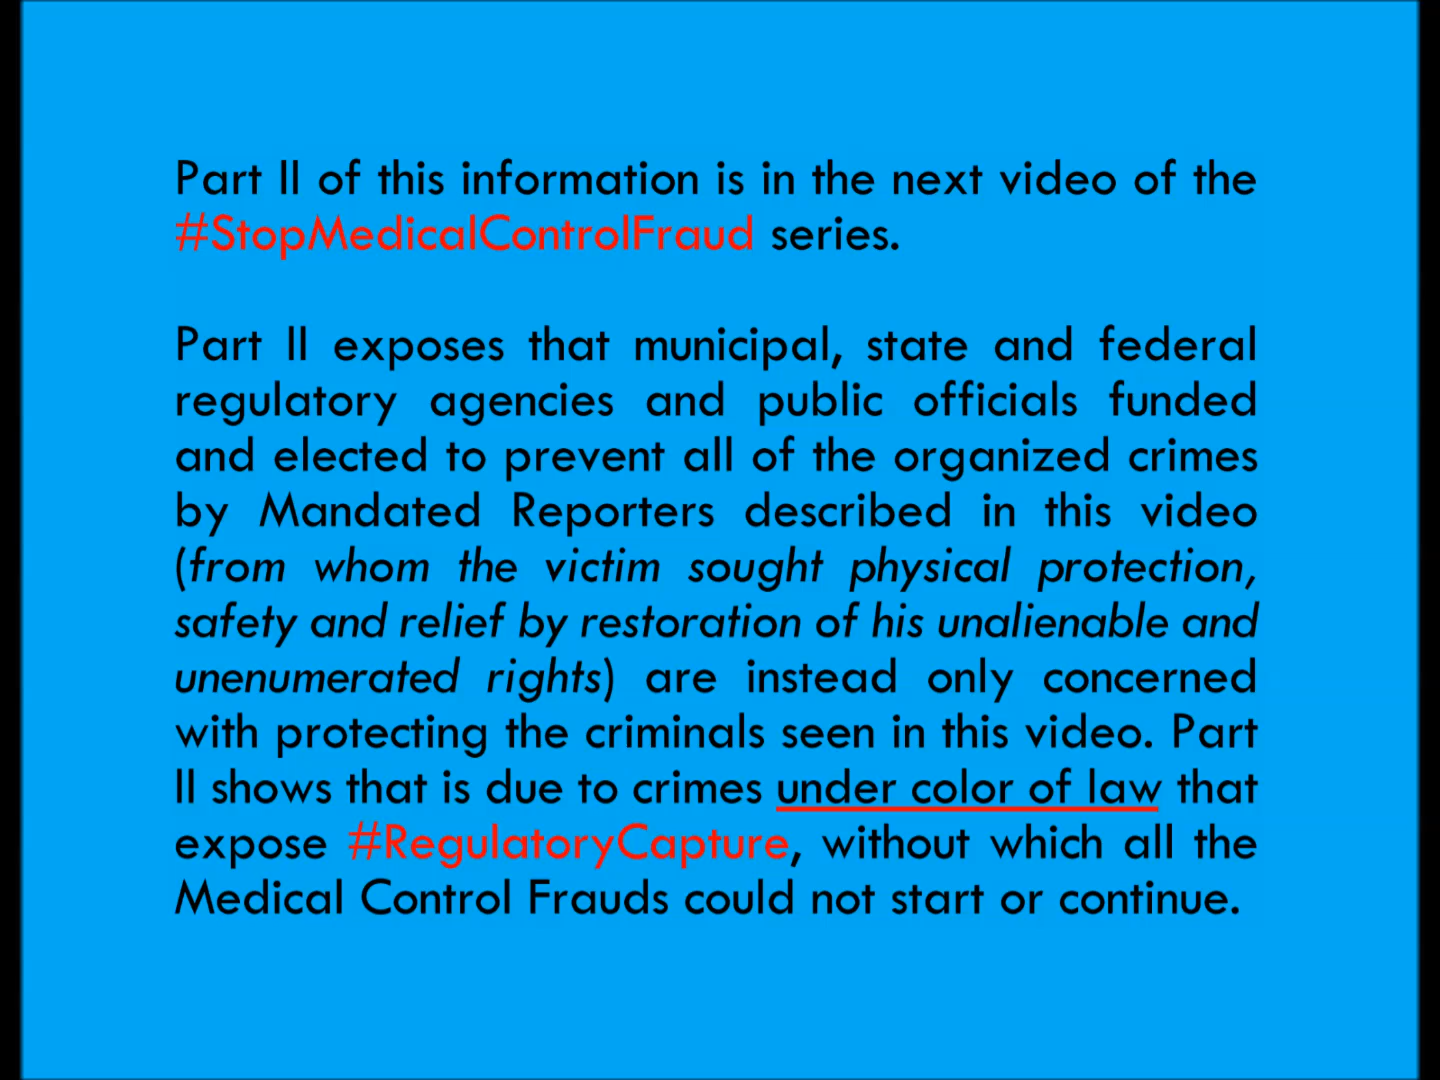 Part II of this information is in the next video of the
#StopMedicalControlFraud series.
Part II exposes that municipal, state and federal
regulatory agencies and public officials funded
and elected to prevent all of the organized crimes
by Mandated Reporters described in this video
(from whom the victim sought physical protection,
safety and relief by restoration of his unalienable and
unenumerated rights) are instead only concerned
with protecting the criminals seen in this video. Part
II shows that is due to crimes under color of law that
expose #RegulatoryCapture, without which all the
Medical Control Frauds could not start or continue.